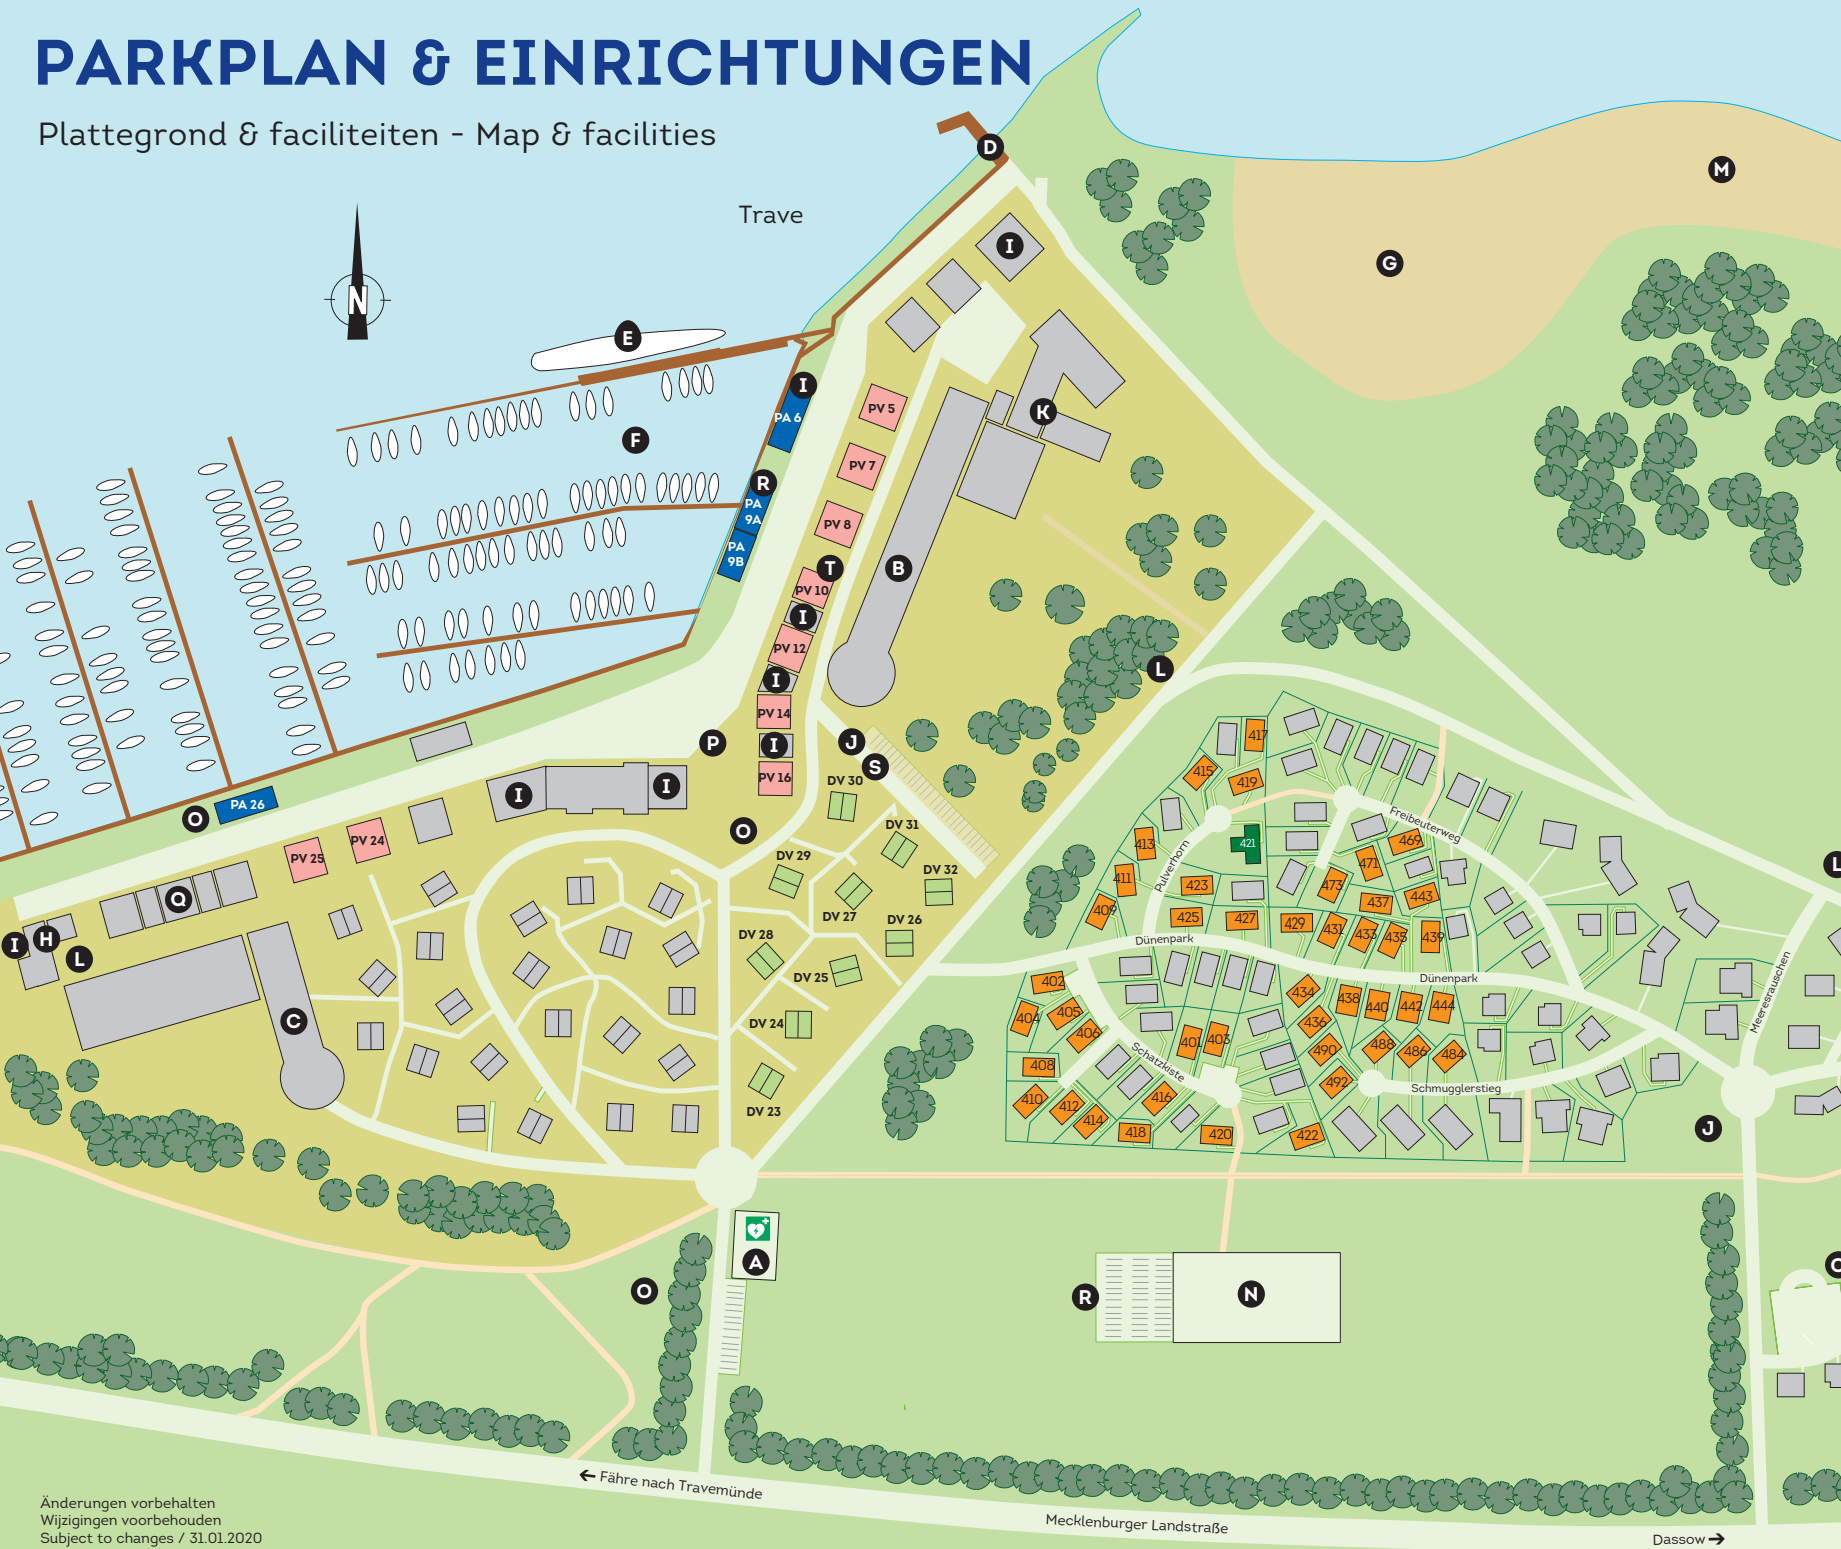 PARKPLAN & EINRICHTUNGEN
Plattegrond & faciliteiten - Map & facilities
Trave
N
D
M
I
G
E
I
PA 6
PV 5
K
F
PV 7
R
PA
9A
PV 8
PA
9B
T
B
PV 10
I
PV 12
L
I
PV 14
P
I
J
S
PV 16
DV 30
I
I
O
PA 26
O
PV 24
PV 25
DV 31
DV 29
DV 32
DV 27
DV 26
DV 28
DV 25
DV 24
DV 23
Q
I
H
L
C
417
415
419
413
421
411
423
409
425
427
429
469
471
473
437
443
431
433
435
439
Freibeuterweg
Pulverhorn
Dünenpark
Dünenpark
L
402
404
405
406
408
401
403
410
412
414
416
418
420
422
434
436
438
440
442
444
490
488
486
484
492
Schatzkiste
Schmugglerstieg
Meeresrauschen
J
A
O
R
N
O
← Fähre nach Travemünde
Mecklenburger Landstraße
Dassow →
Änderungen vorbehalten
Wijzigingen voorbehouden
Subject to changes / 31.01.2020